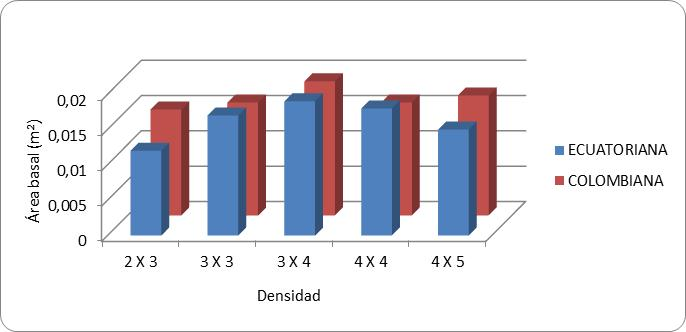 0,02
0,015
0,01
0,005
0
Área basal (m²)
2 X 3
3 X 3
3 X 4
4 X 4
4 X 5
Densidad
ECUATORIANA
COLOMBIANA